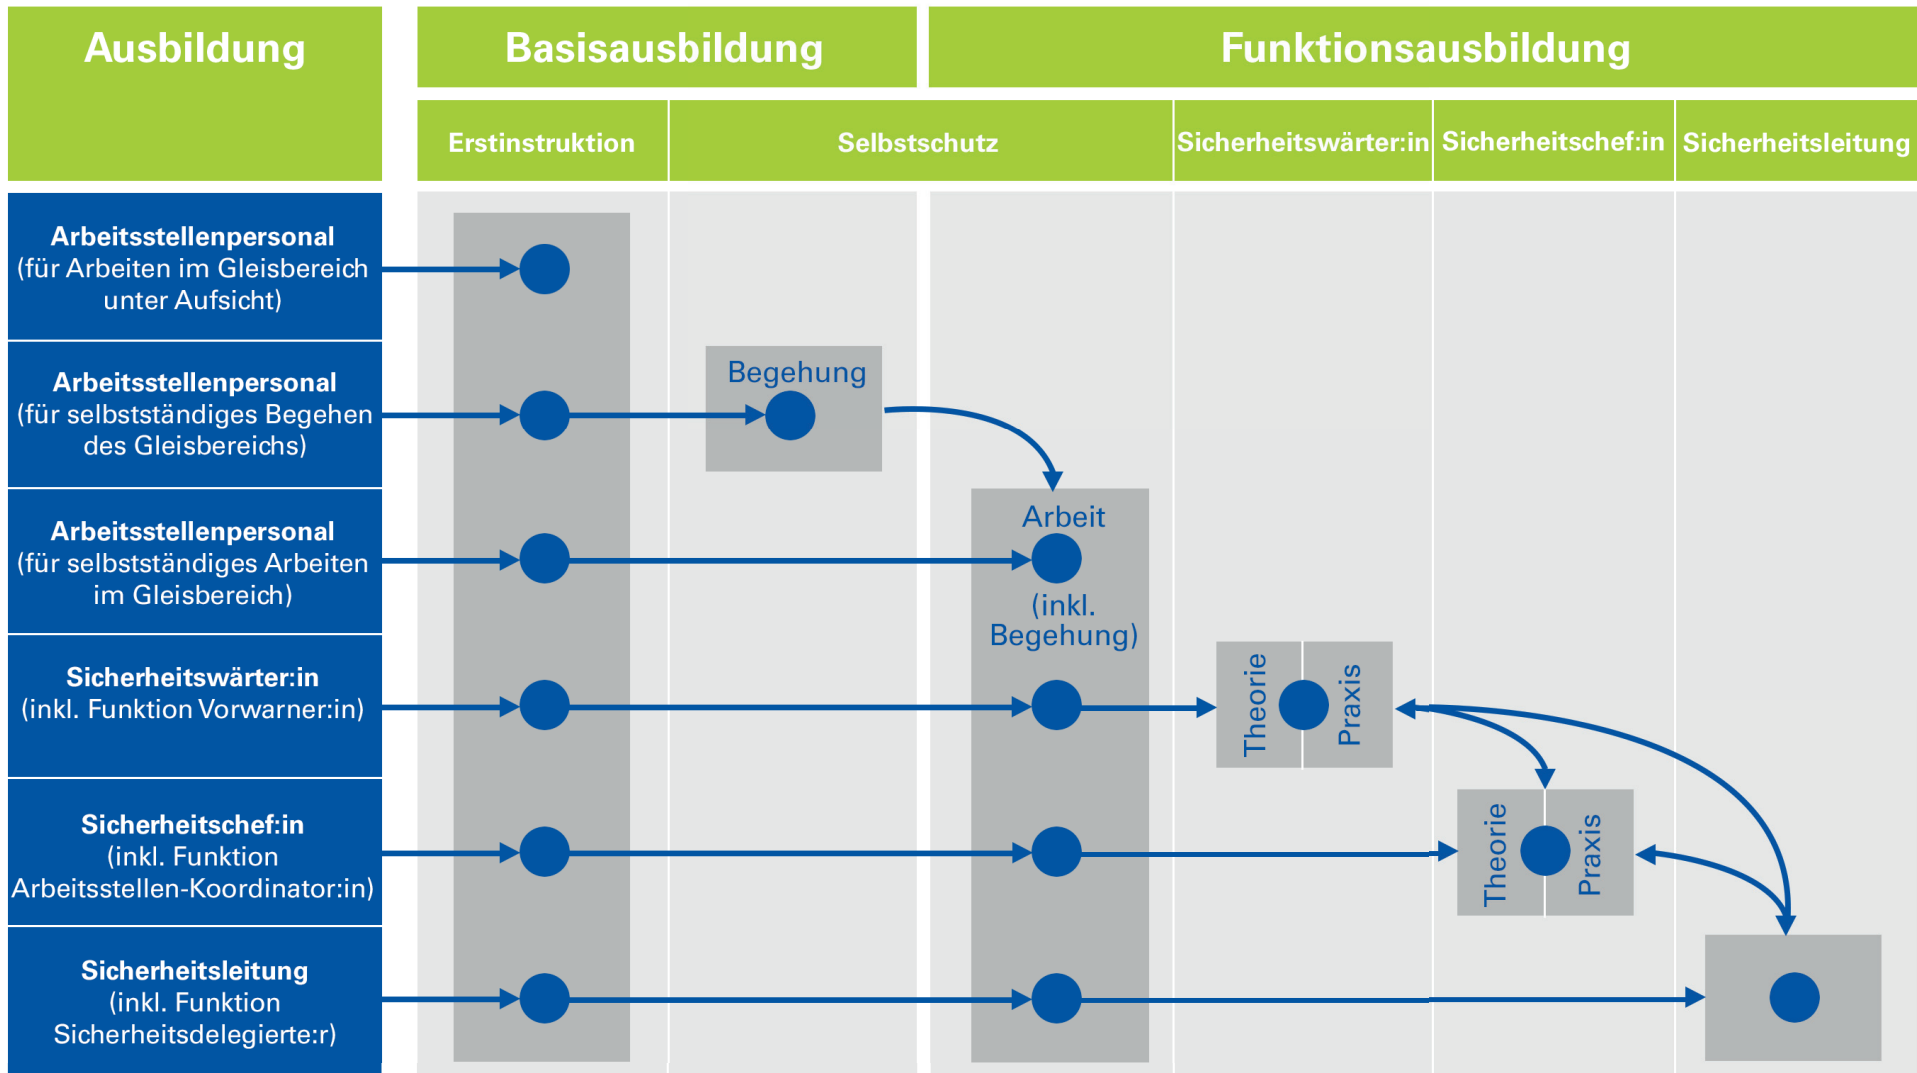 Ausbildung
Basisausbildung
Funktionsausbildung
Erstinstruktion
Selbstschutz
Sicherheitswärter:in
Sicherheitschef:in
Sicherheitsleitung
Arbeitsstellenpersonal
(für Arbeiten im Gleisbereich
unter Aufsicht)
Arbeitsstellenpersonal
(für selbstständiges Begehen
des Gleisbereichs)
Begehung
Arbeitsstellenpersonal
(für selbstständiges Arbeiten
im Gleisbereich)
Arbeit
(inkl.
Begehung)
Sicherheitswärter:in
(inkl. Funktion Vorwarner:in)
Theorie
Praxis
Sicherheitschef:in
(inkl. Funktion
Arbeitsstellen-Koordinator:in)
Theorie
Praxis
Sicherheitsleitung
(inkl. Funktion
Sicherheitsdelegierte:r)